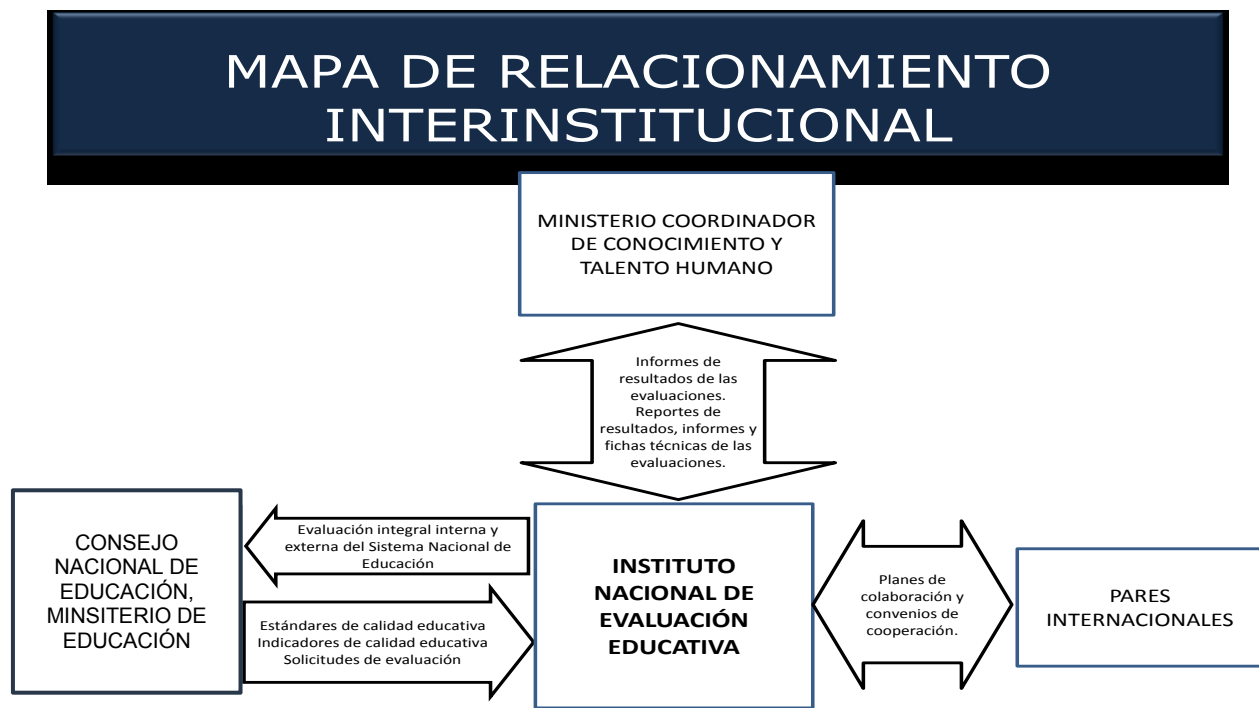 MAPA DE RELACIONAMIENTO
INTERINSTITUCIONAL
MINISTERIO COORDINADOR
DE CONOCIMIENTO Y
TALENTO HUMANO
Informes de
resultados de las
evaluaciones.
Reportes de
resultados, informes y
fichas técnicas de las
evaluaciones.
CONSEJO
NACIONAL DE
EDUCACIÓN,
MINSITERIO DE
EDUCACIÓN
Evaluación integral interna y
externa del Sistema Nacional de
Educación
Estándares de calidad educativa
Indicadores de calidad educativa
Solicitudes de evaluación
INSTITUTO
NACIONAL DE
EVALUACIÓN
EDUCATIVA
Planes de
colaboración y
convenios de
cooperación.
PARES
INTERNACIONALES